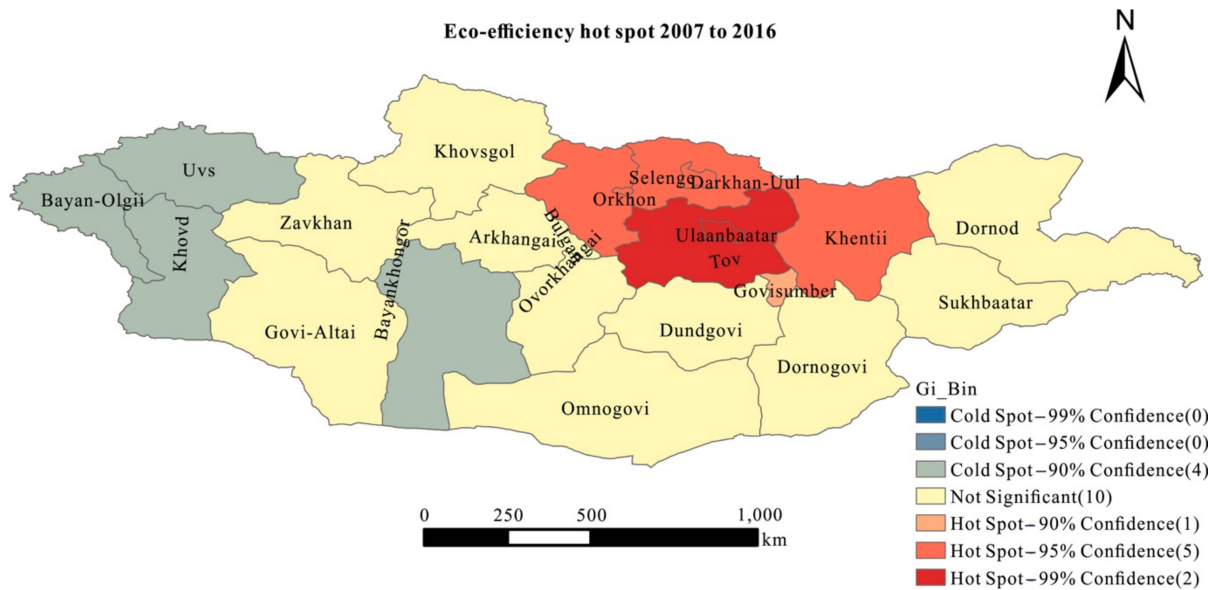 Eco-efficiency hot spot 2007 to 2016
N
Khovsgol
Uvs
Selenge
Darkhan-Uul
Bayan-Olgii
Orkhon
Zavkhan
Khovd
Arkhangai
Bulgan
Ulaanbaatar
Khentii
Dornod
Tov
Bayankhongor
Ovorkhangai
Govisumber
Sukhbaatar
Govi-Altai
Dundgovi
Dornogovi
Omnogovi
Gi_Bin
Cold Spot–99% Confidence(0)
Cold Spot–95% Confidence(0)
Cold Spot–90% Confidence(4)
Not Significant(10)
Hot Spot–90% Confidence(1)
Hot Spot–95% Confidence(5)
Hot Spot–99% Confidence(2)
0 250 500 1,000
km